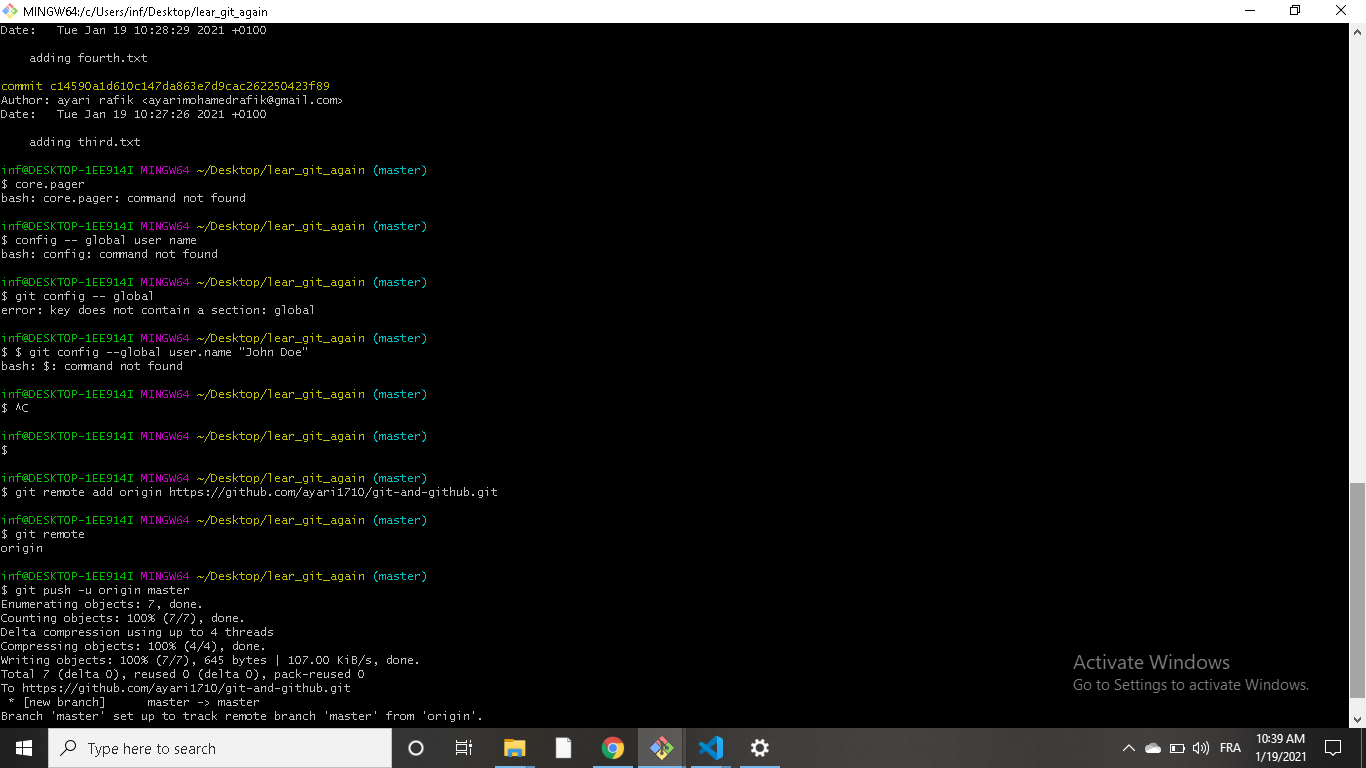 MINGW64:/c/Users/inf/Desktop/lear_git_again
Date:   Tue Jan 19 10:28:29 2021 +0100
    adding fourth.txt
commit c14590a1d610c147da863e7d9cac262250423f89
Author: ayari rafik <ayarimohamedrafik@gmail.com>
Date:   Tue Jan 19 10:27:26 2021 +0100
    adding third.txt
inf@DESKTOP-1EE914I MINGW64 ~/Desktop/lear_git_again (master)
$ core.pager
bash: core.pager: command not found
inf@DESKTOP-1EE914I MINGW64 ~/Desktop/lear_git_again (master)
$ config -- global user name
bash: config: command not found
inf@DESKTOP-1EE914I MINGW64 ~/Desktop/lear_git_again (master)
$ git config -- global
error: key does not contain a section: global
inf@DESKTOP-1EE914I MINGW64 ~/Desktop/lear_git_again (master)
$ $ git config --global user.name "John Doe"
bash: $: command not found
inf@DESKTOP-1EE914I MINGW64 ~/Desktop/lear_git_again (master)
$ ^C
inf@DESKTOP-1EE914I MINGW64 ~/Desktop/lear_git_again (master)
$
inf@DESKTOP-1EE914I MINGW64 ~/Desktop/lear_git_again (master)
$ git remote add origin https://github.com/ayari1710/git-and-github.git
inf@DESKTOP-1EE914I MINGW64 ~/Desktop/lear_git_again (master)
$ git remote
origin
inf@DESKTOP-1EE914I MINGW64 ~/Desktop/lear_git_again (master)
$ git push -u origin master
Enumerating objects: 7, done.
Counting objects: 100% (7/7), done.
Delta compression using up to 4 threads
Compressing objects: 100% (4/4), done.
Writing objects: 100% (7/7), 645 bytes | 107.00 KiB/s, done.
Total 7 (delta 0), reused 0 (delta 0), pack-reused 0
To https://github.com/ayari1710/git-and-github.git
 * [new branch]      master -> master
Branch 'master' set up to track remote branch 'master' from 'origin'.
Activate Windows
Go to Settings to activate Windows.
Type here to search
FRA
10:39 AM
1/19/2021